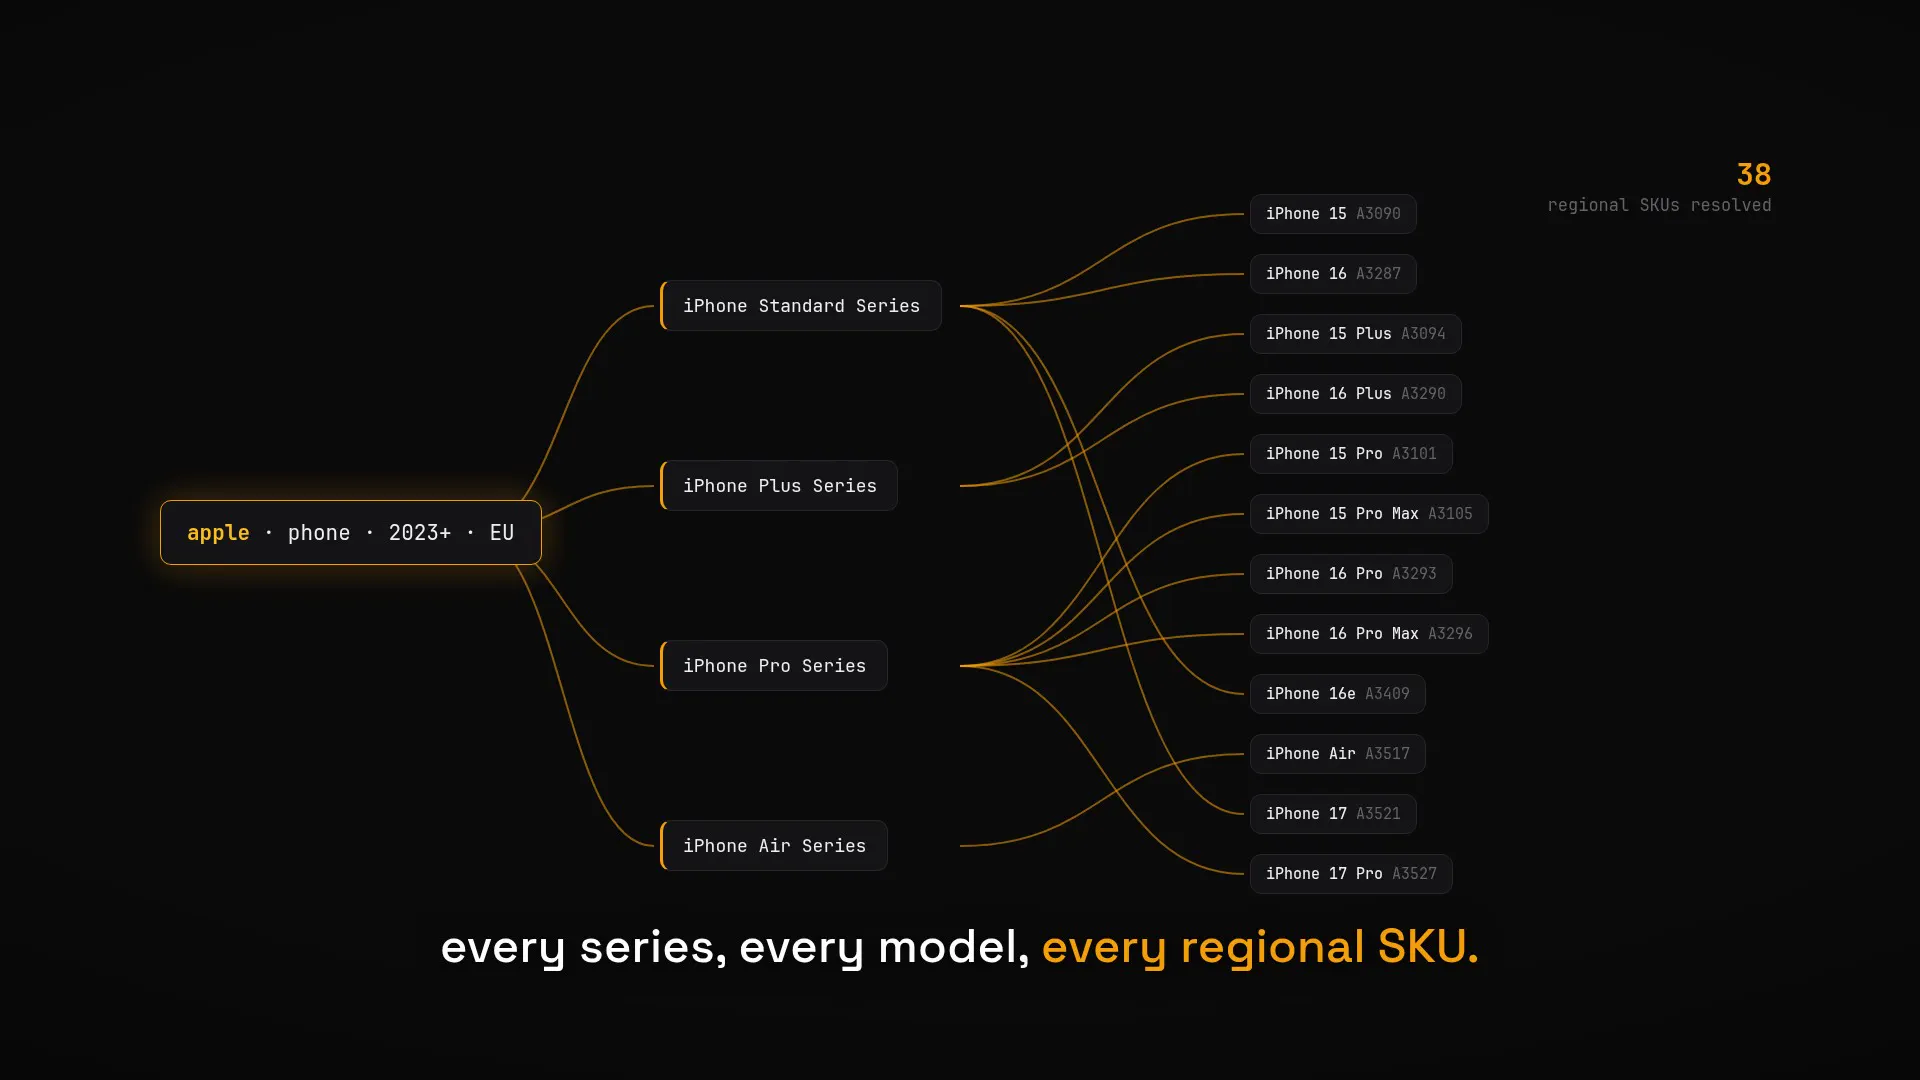 38
regional SKUs resolved
iPhone 15 A3090
iPhone 16 A3287
iPhone Standard Series
iPhone 15 Plus A3094
iPhone 16 Plus A3290
iPhone 15 Pro A3101
iPhone Plus Series
iPhone 15 Pro Max A3105
apple · phone · 2023+ · EU
iPhone 16 Pro A3293
iPhone 16 Pro Max A3296
iPhone Pro Series
iPhone 16e A3409
iPhone Air A3517
iPhone 17 A3521
iPhone Air Series
iPhone 17 Pro A3527
every series, every model, every regional SKU.